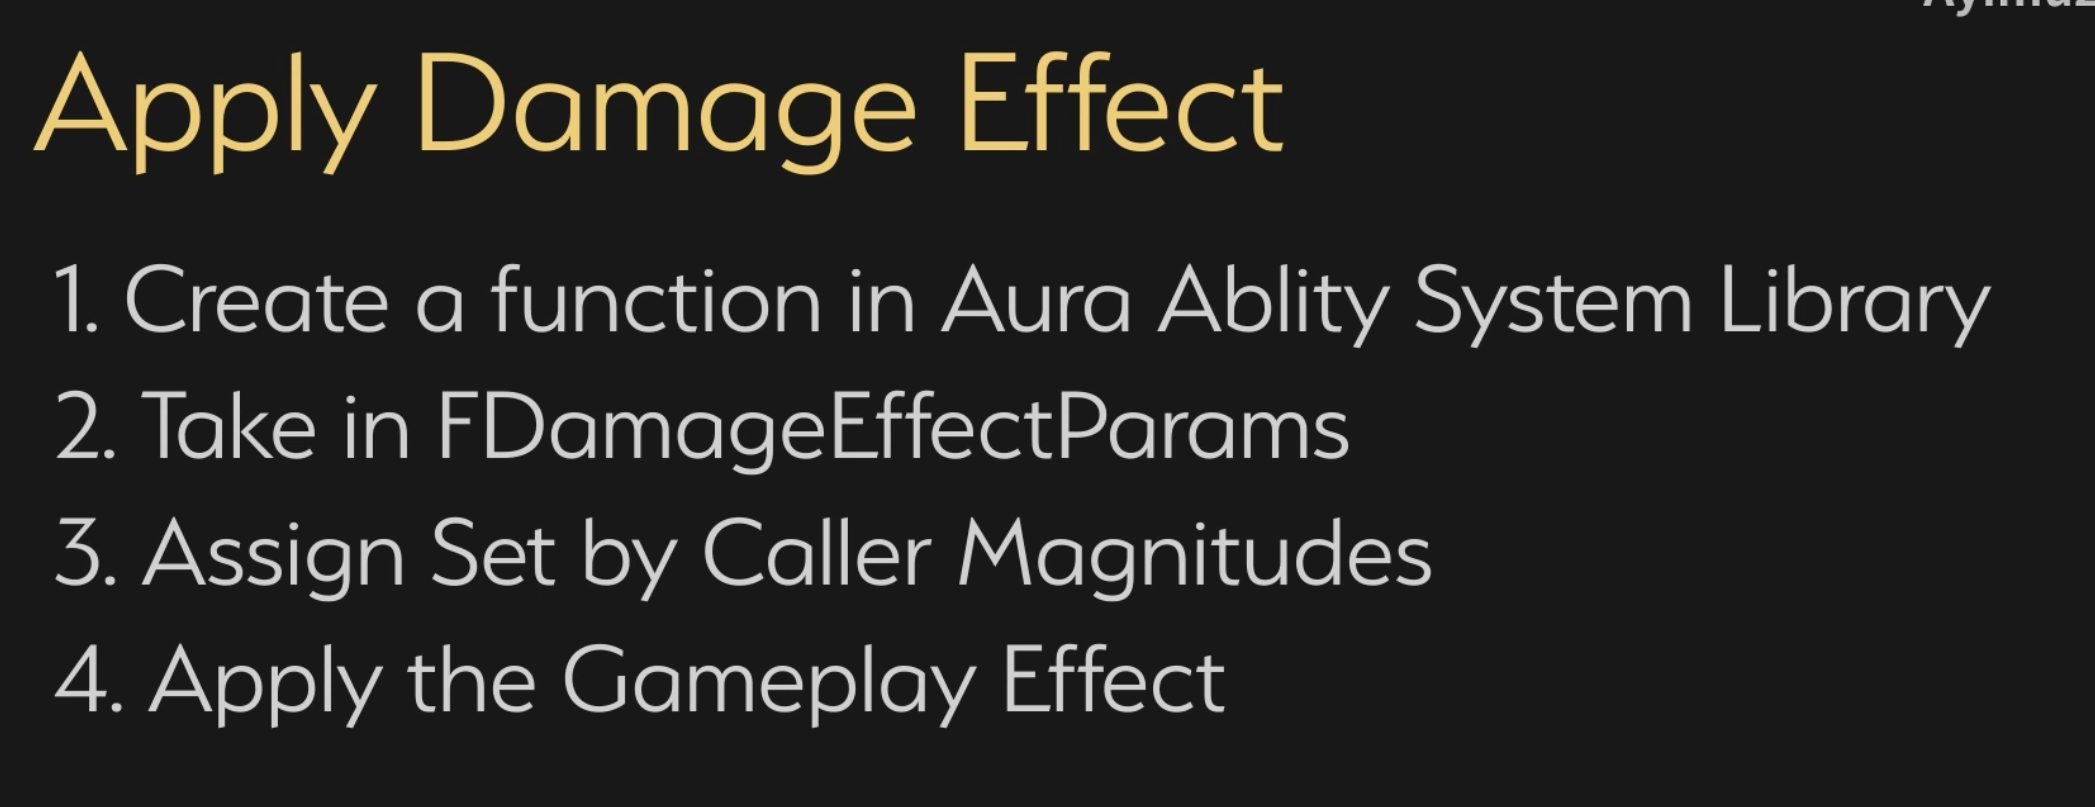 Apply Damage Effect
1. Create a function in Aura Ablity System Library
2. Take in FDamageEffectParams
3. Assign Set by Caller Magnitudes
4. Apply the Gameplay Effect